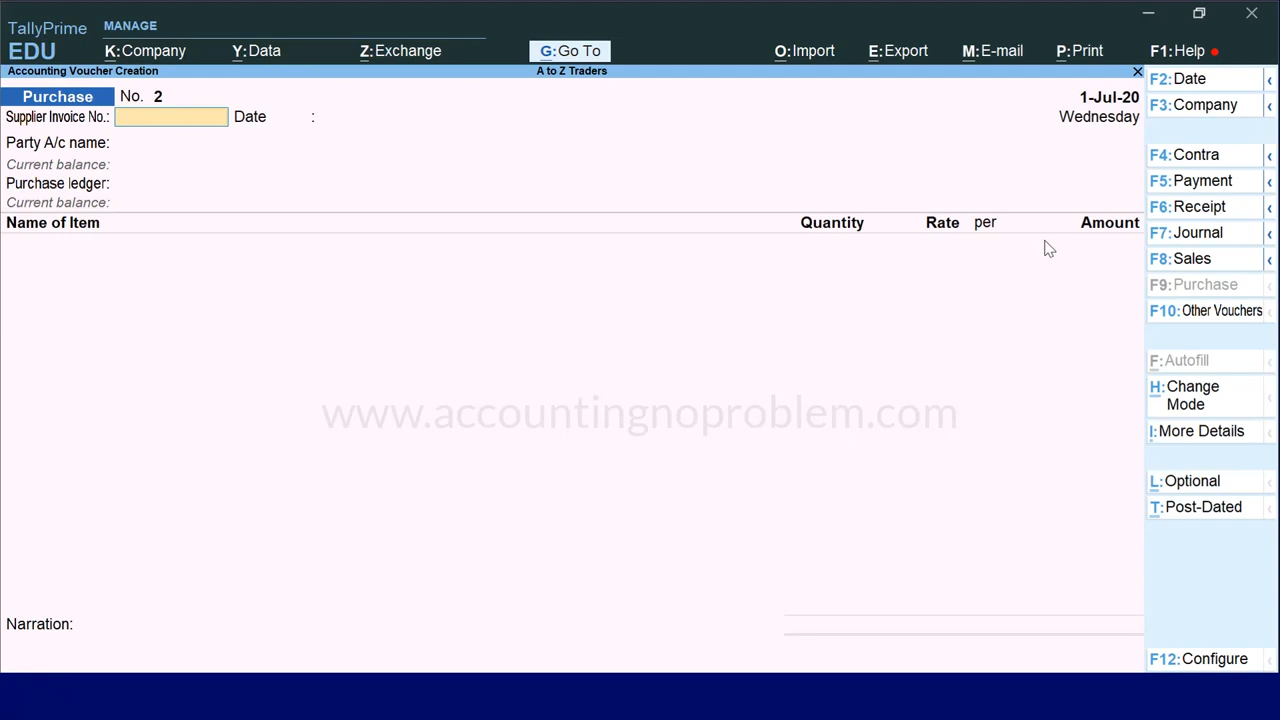 TallyPrime
MANAGE
EDU
K:Company Y:Data Z:Exchange G:Go To O:Import E:Export M:E-mail P:Print F1:Help
Accounting Voucher Creation A to Z Traders
Purchase No. 2 1-Jul-20
Supplier Invoice No.: Date : Wednesday
Party A/c name:
Current balance:
Purchase ledger:
Current balance:
Name of Item Quantity Rate per Amount
www.accountingnoproblem.com
Narration:
F2:Date
F3:Company
F4:Contra
F5:Payment
F6:Receipt
F7:Journal
F8:Sales
F9:Purchase
F10:Other Vouchers
F:Autofill
H:Change
Mode
I:More Details
L:Optional
T:Post-Dated
F12:Configure